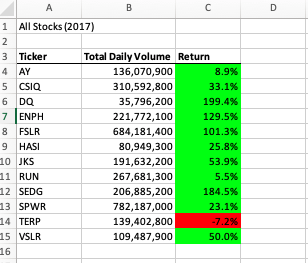 A B C
1 All Stocks (2017)
2
3 Ticker Total Daily Volume Return
4 AY 136,070,900 8.9%
5 CSIQ 310,592,800 33.1%
6 DQ 35,796,200 199.4%
7 ENPH 221,772,100 129.5%
8 FSLR 684,181,400 101.3%
9 HASI 80,949,300 25.8%
10 JKS 191,632,200 53.9%
11 RUN 267,681,300 5.5%
12 SEDG 206,885,200 184.5%
13 SPWR 782,187,000 23.1%
14 TERP 139,402,800 -7.2%
15 VSLR 109,487,900 50.0%
16